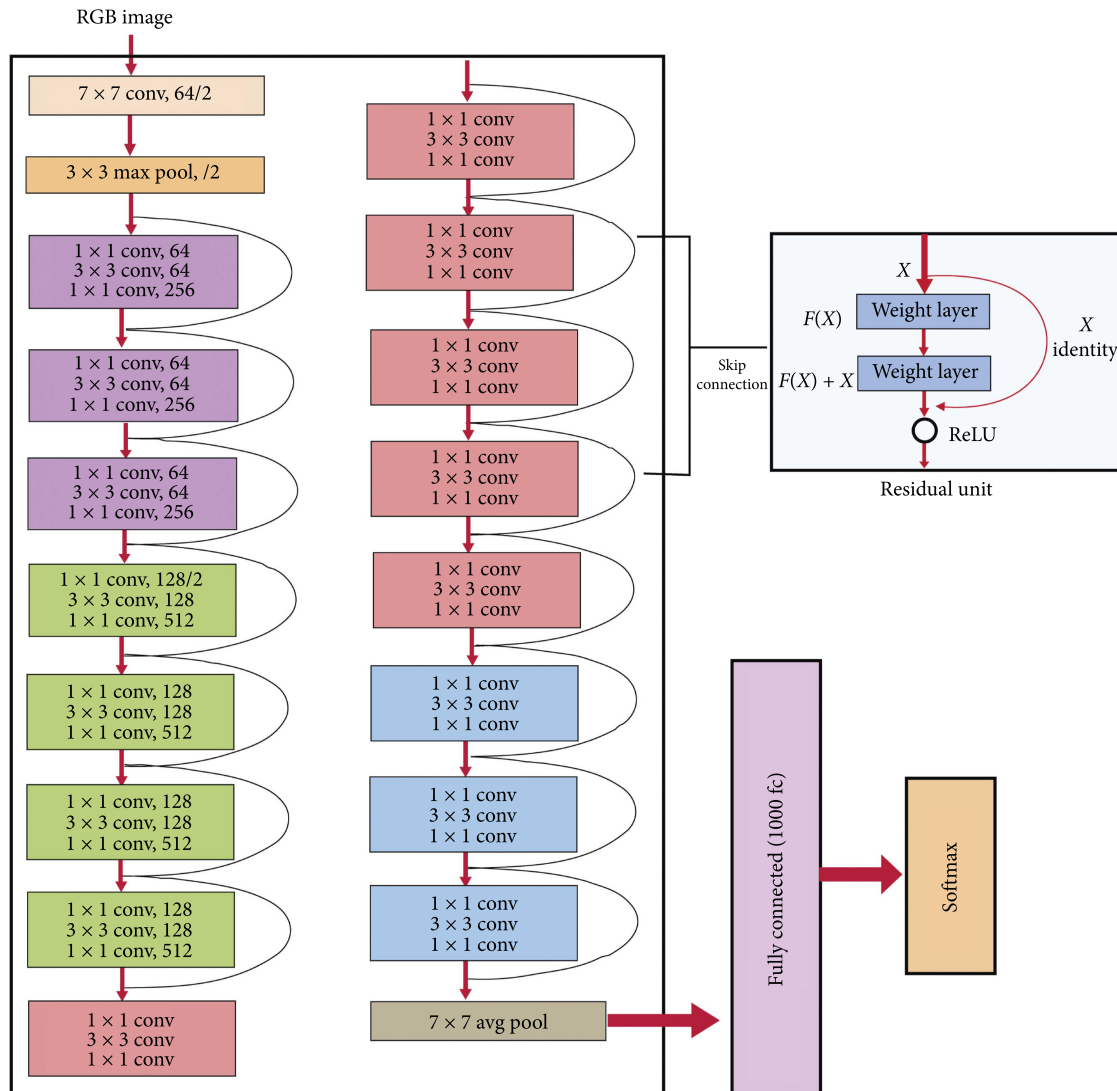 RGB image
7 × 7 conv, 64/2
3 × 3 max pool, /2
1 × 1 conv, 64
3 × 3 conv, 64
1 × 1 conv, 256
1 × 1 conv, 64
3 × 3 conv, 64
1 × 1 conv, 256
1 × 1 conv, 64
3 × 3 conv, 64
1 × 1 conv, 256
1 × 1 conv, 128/2
3 × 3 conv, 128
1 × 1 conv, 512
1 × 1 conv, 128
3 × 3 conv, 128
1 × 1 conv, 512
1 × 1 conv, 128
3 × 3 conv, 128
1 × 1 conv, 512
1 × 1 conv, 128
3 × 3 conv, 128
1 × 1 conv, 512
1 × 1 conv
3 × 3 conv
1 × 1 conv
1 × 1 conv
3 × 3 conv
1 × 1 conv
1 × 1 conv
3 × 3 conv
1 × 1 conv
1 × 1 conv
3 × 3 conv
1 × 1 conv
1 × 1 conv
3 × 3 conv
1 × 1 conv
1 × 1 conv
3 × 3 conv
1 × 1 conv
1 × 1 conv
3 × 3 conv
1 × 1 conv
1 × 1 conv
3 × 3 conv
1 × 1 conv
1 × 1 conv
3 × 3 conv
1 × 1 conv
7 × 7 avg pool
Skip
connection
X
F(X)
Weight layer
X
identity
F(X) + X
Weight layer
ReLU
Residual unit
Fully connected (1000 fc)
Softmax